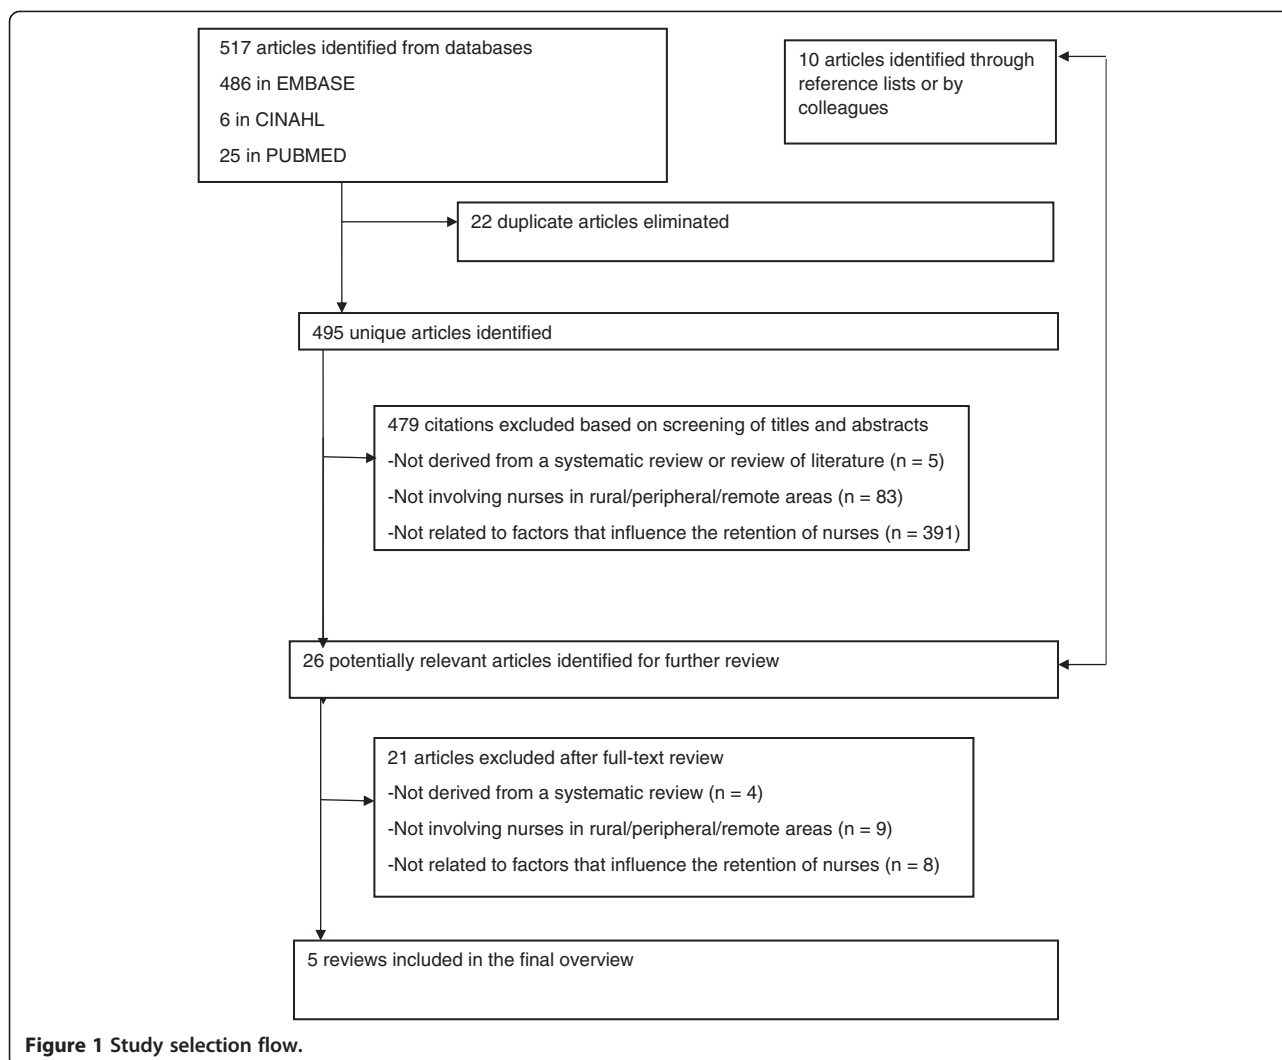 517 articles identified from databases
486 in EMBASE
6 in CINAHL
25 in PUBMED
10 articles identified through
reference lists or by
colleagues
22 duplicate articles eliminated
495 unique articles identified
479 citations excluded based on screening of titles and abstracts
-Not derived from a systematic review or review of literature (n = 5)
-Not involving nurses in rural/peripheral/remote areas (n = 83)
-Not related to factors that influence the retention of nurses (n = 391)
26 potentially relevant articles identified for further review
21 articles excluded after full-text review
-Not derived from a systematic review (n = 4)
-Not involving nurses in rural/peripheral/remote areas (n = 9)
-Not related to factors that influence the retention of nurses (n = 8)
5 reviews included in the final overview
Figure 1 Study selection flow.